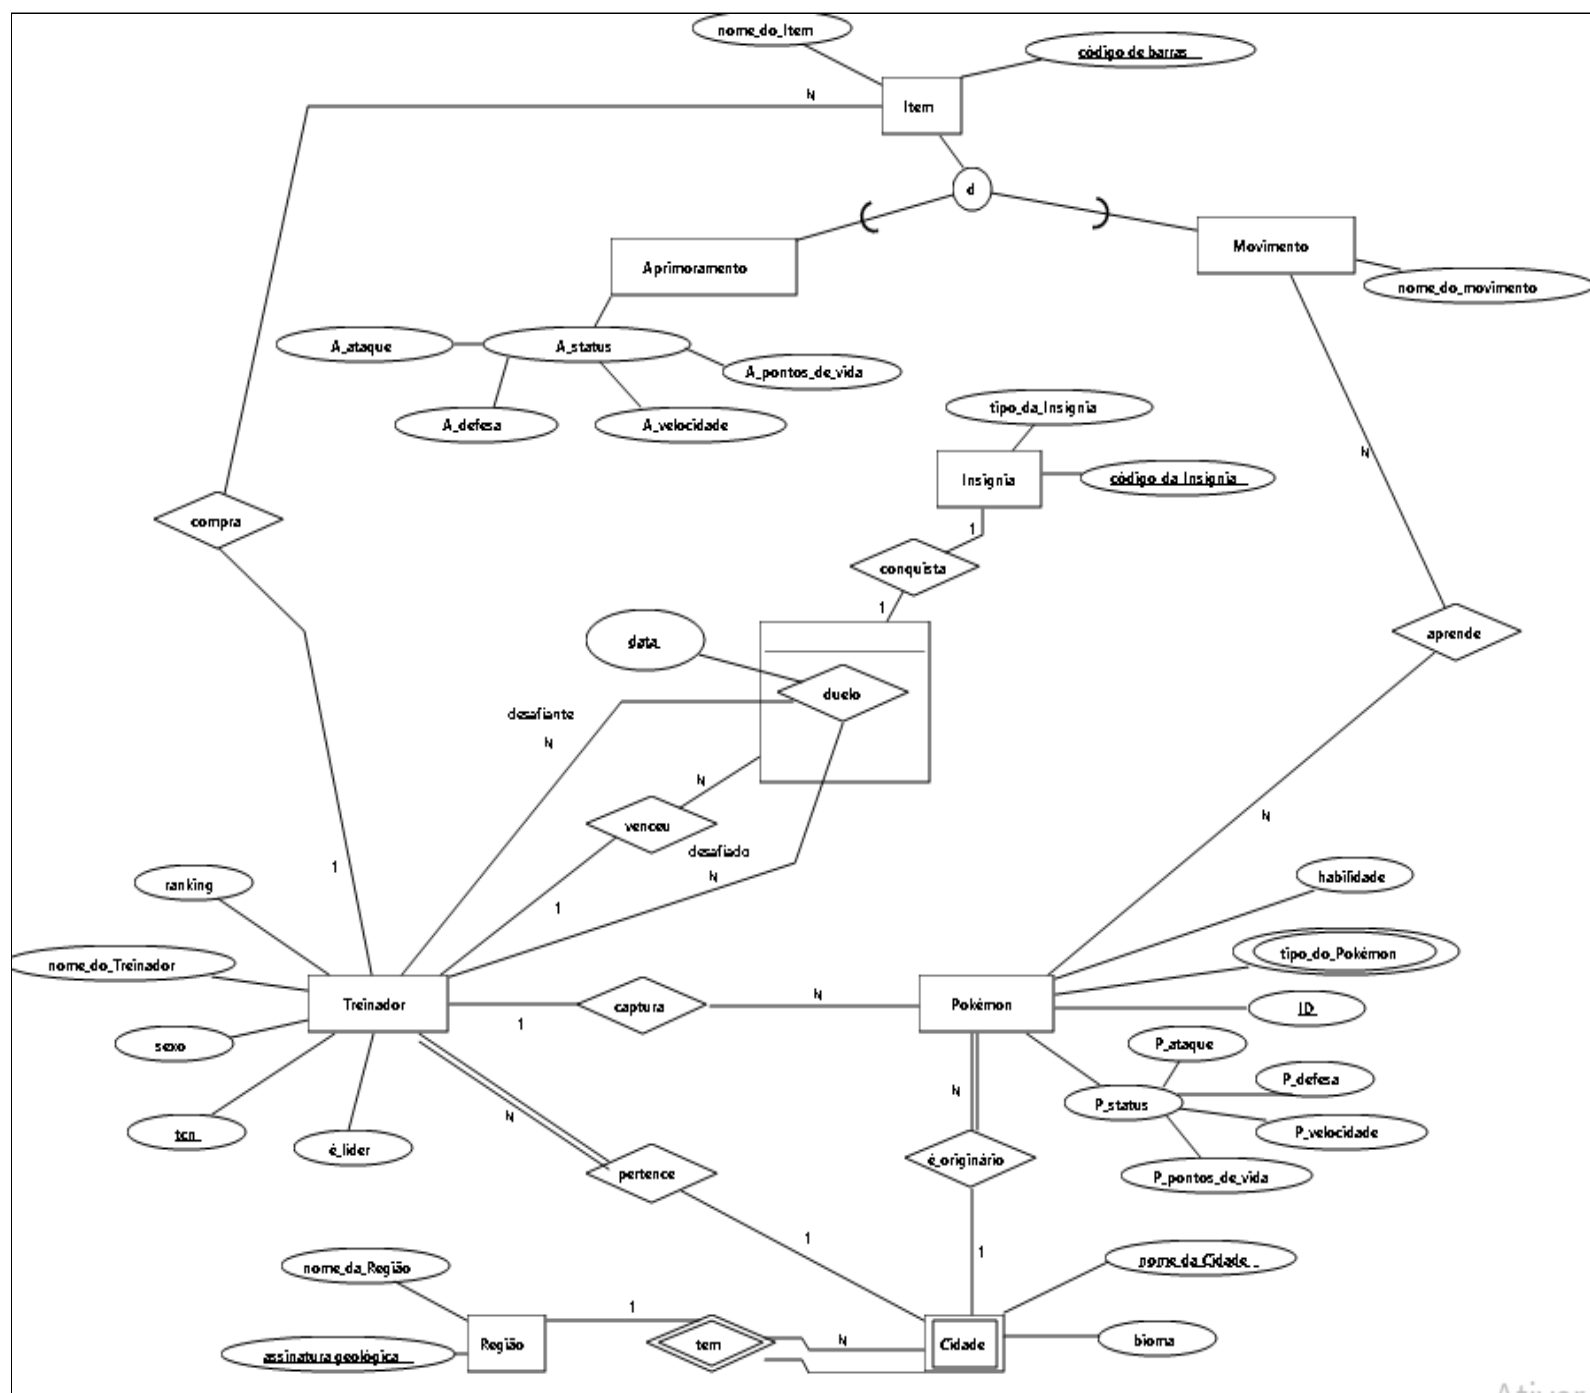 nome_do_Item
código de barras
N
Item
d
Aprimoramento
Movimento
nome_do_movimento
A_ataque
A_status
A_pontos_de_vida
A_defesa
A_velocidade
tipo_da_Insignia
N
Insignia
código da Insignia
compra
1
conquista
1
data
aprende
duelo
desafiante
N
N
venceu
N
desafiado
N
1
1
ranking
habilidade
nome_do_Treinador
tipo_do_Pokémon
Treinador
captura
N
Pokémon
ID
1
sexo
P_ataque
P_defesa
N
P_status
N
tcn
é_lider
P_velocidade
pertence
é_originário
P_pontos_de_vida
1
1
nome_da_Região
nome_da_Cidade
1
Região
tem
N
Cidade
bioma
assinatura geológica